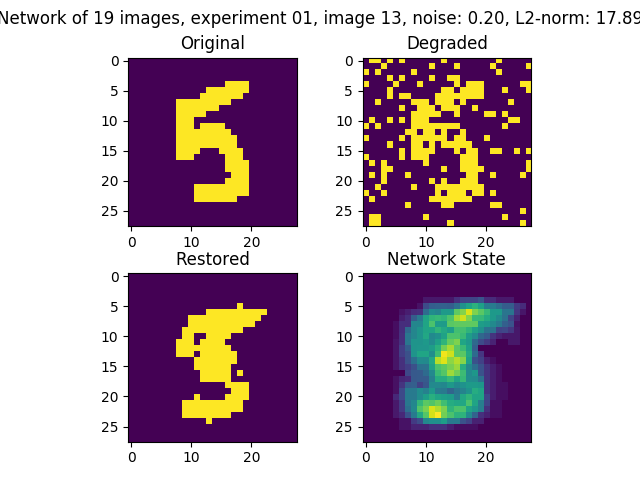 Network of 19 images, experiment 01, image 13, noise: 0.20, L2-norm: 17.89
Original Degraded
0 0
5 5
10 10
15 15
20 20
25 25
0 10 20 0 10 20
Restored Network State
0 0
5 5
10 10
15 15
20 20
25 25
0 10 20 0 10 20